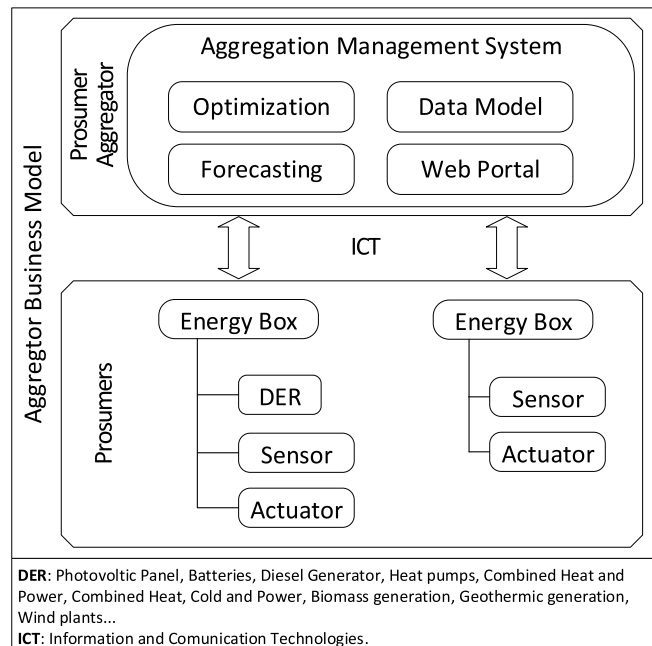 Aggregtor Business Model
Prosumer
Aggregator
Aggregation Management System
Optimization
Data Model
Forecasting
Web Portal
ICT
Prosumers
Energy Box
DER
Sensor
Actuator
Energy Box
Sensor
Actuator
DER: Photovoltic Panel, Batteries, Diesel Generator, Heat pumps, Combined Heat and
Power, Combined Heat, Cold and Power, Biomass generation, Geothermic generation,
Wind plants...
ICT: Information and Comunication Technologies.